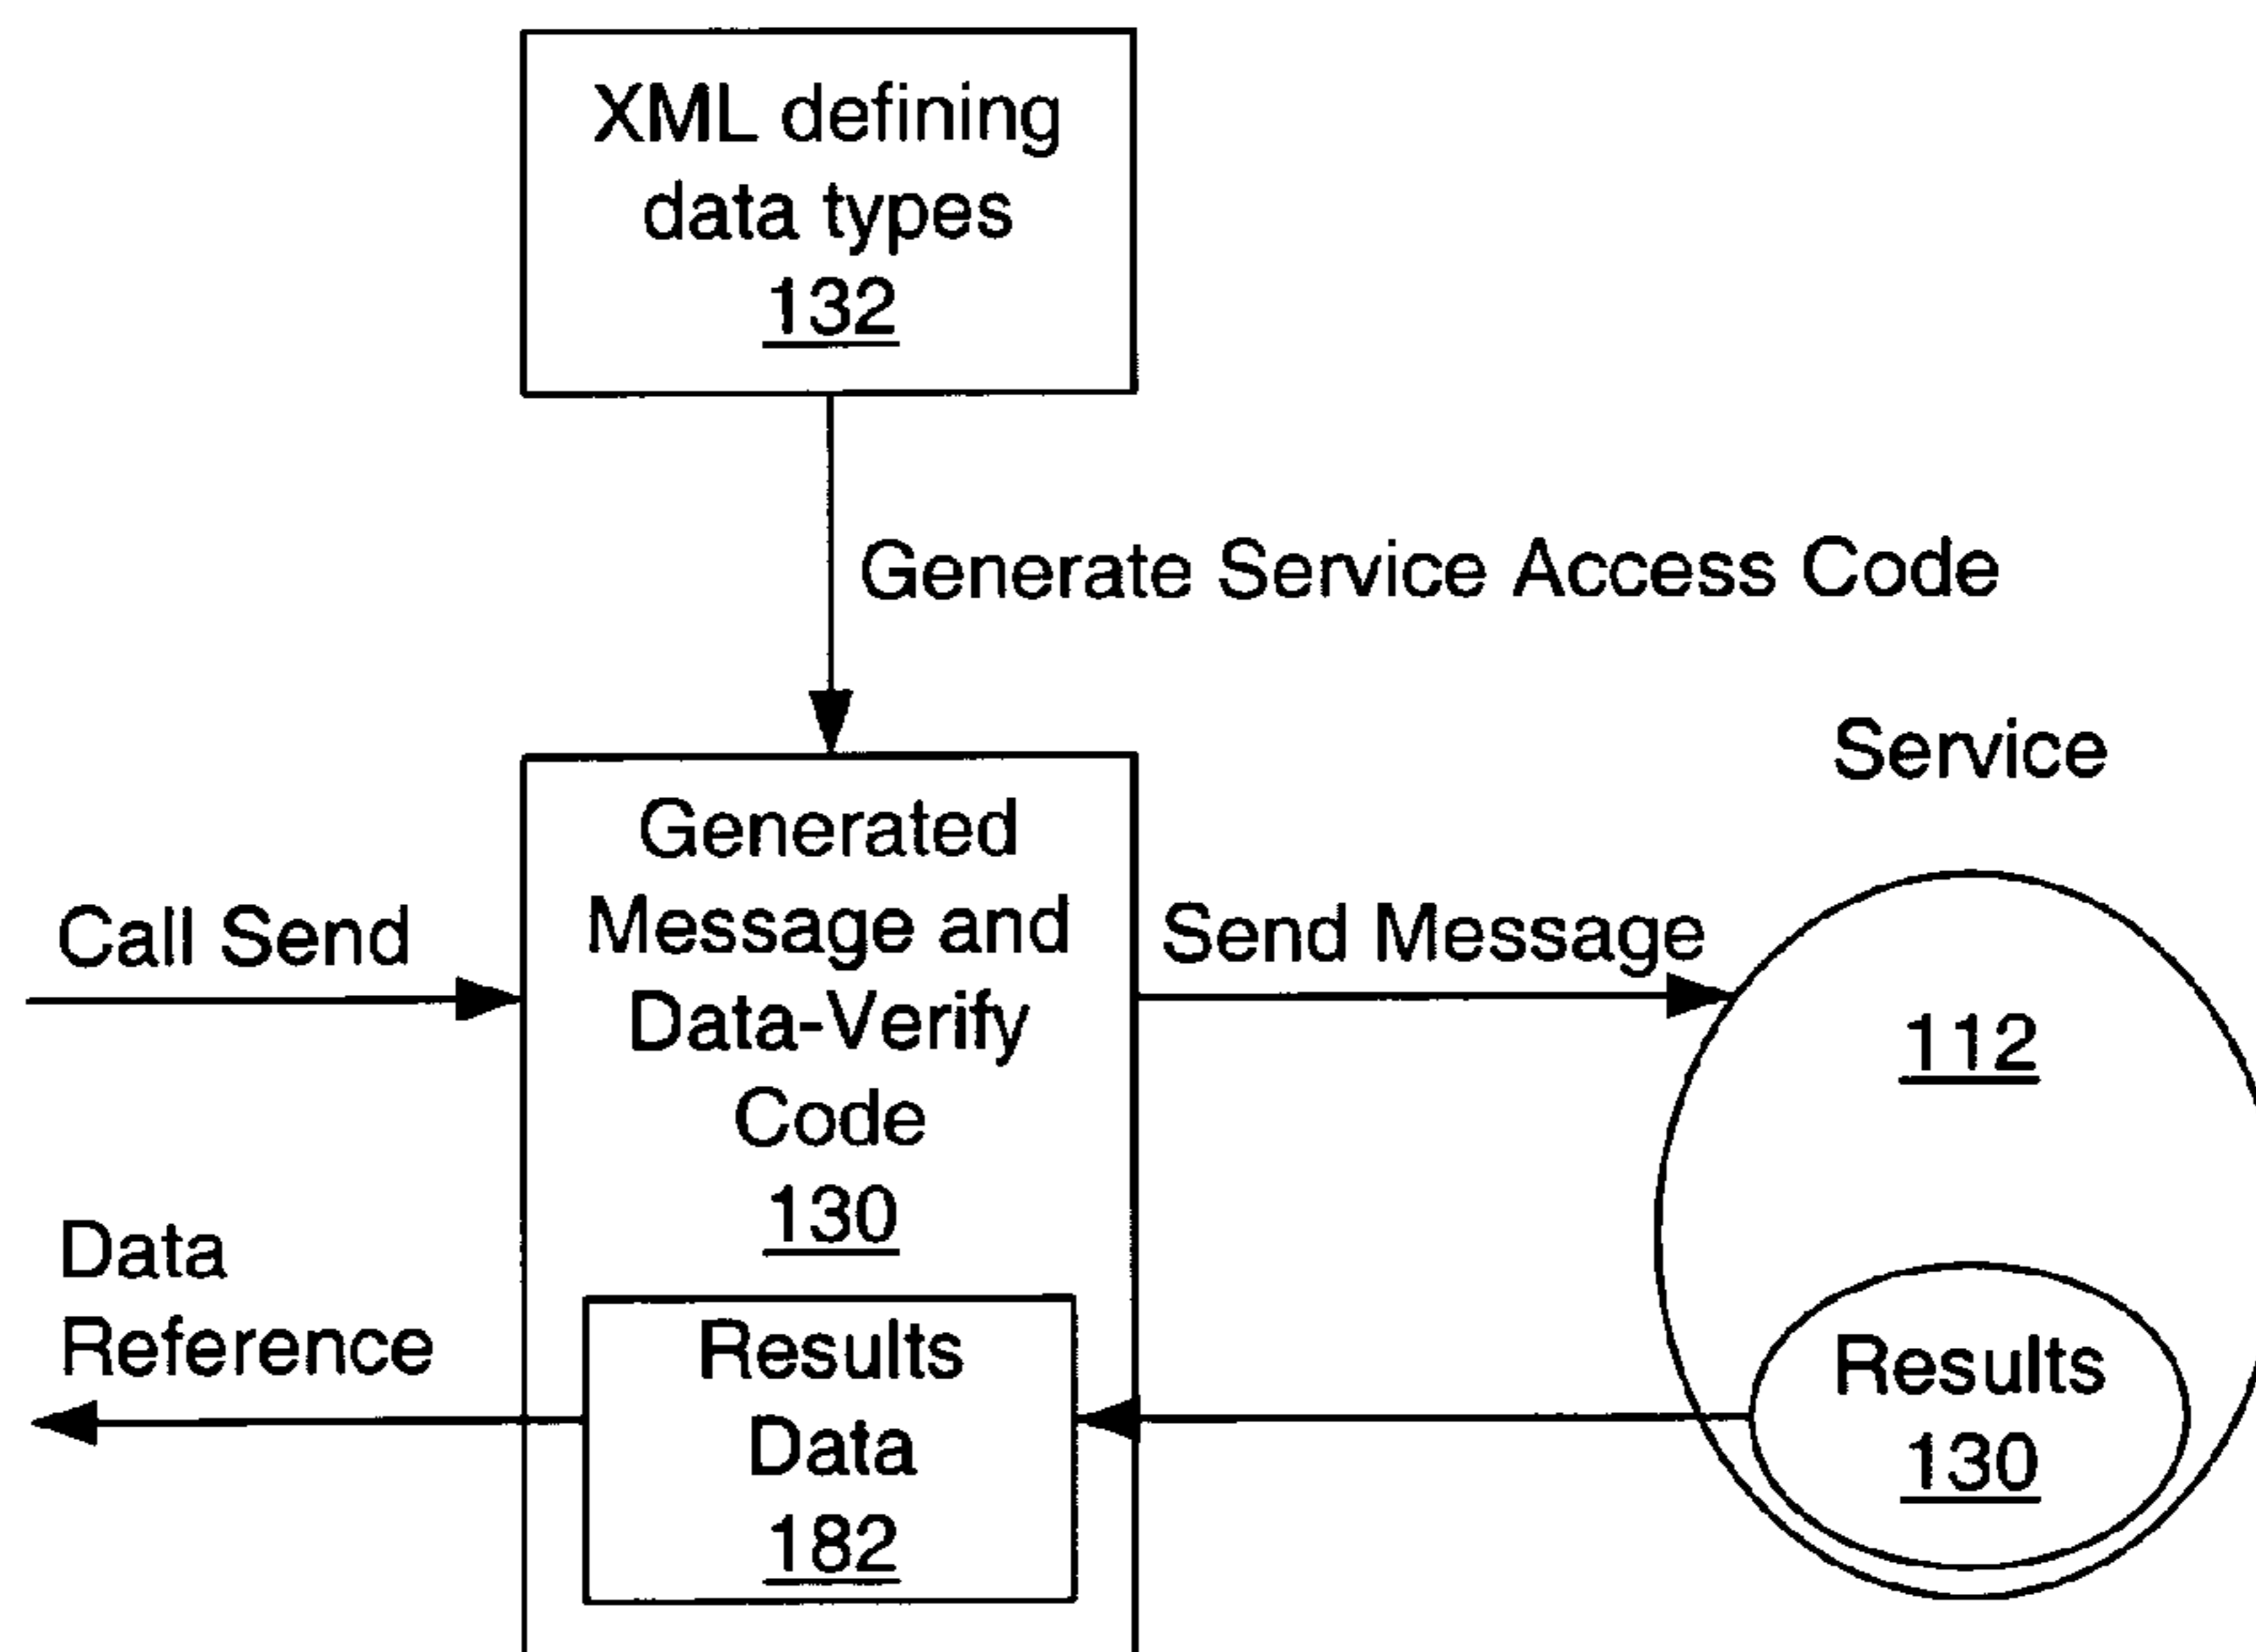 XML defining
data types
132
Generate Service Access Code
Service
Generated
Message and
Data-Verify
Code
130
Call Send
Send Message
112
Data
Reference
Results
Data
182
Results
130